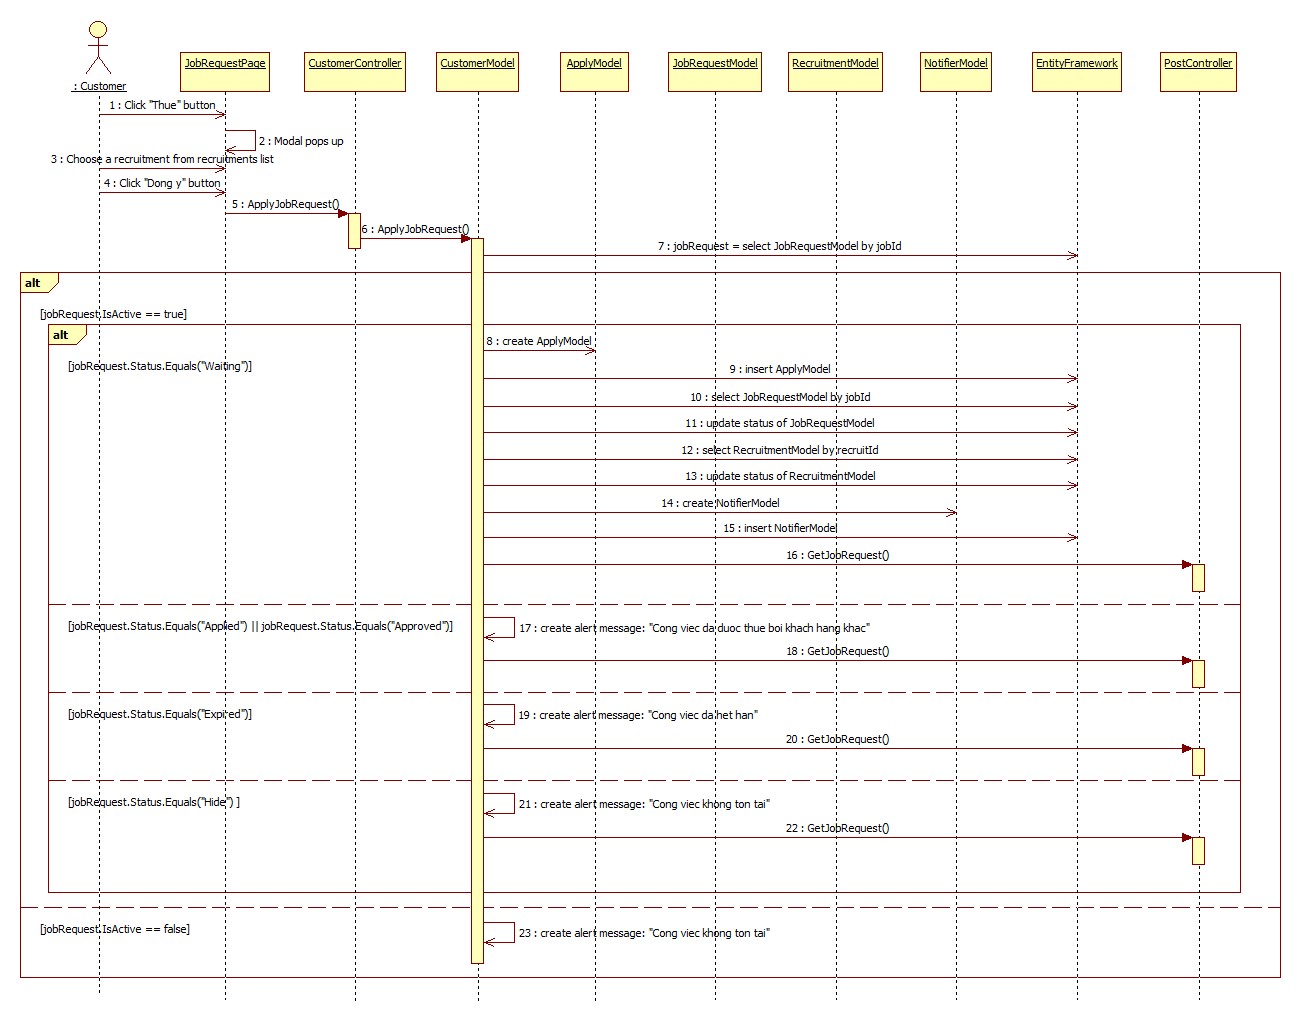 : Customer
JobRequestPage
CustomerController
CustomerModel
ApplyModel
JobRequestModel
RecruitmentModel
NotifierModel
EntityFramework
PostController
1 : Click "Thue" button
2 : Modal pops up
3 : Choose a recruitment from recruitments list
4 : Click "Dong y" button
5 : ApplyJobRequest()
6 : ApplyJobRequest()
7 : jobRequest = select JobRequestModel by jobId
alt
[jobRequest.IsActive == true]
alt
[jobRequest.Status.Equals("Waiting")]
8 : create ApplyModel
9 : insert ApplyModel
10 : select JobRequestModel by jobId
11 : update status of JobRequestModel
12 : select RecruitmentModel by recruitId
13 : update status of RecruitmentModel
14 : create NotifierModel
15 : insert NotifierModel
16 : GetJobRequest()
[jobRequest.Status.Equals("Applied") || jobRequest.Status.Equals("Approved")]
17 : create alert message: "Cong viec da duoc thue boi khach hang khac"
18 : GetJobRequest()
[jobRequest.Status.Equals("Expired")]
19 : create alert message: "Cong viec da het han"
20 : GetJobRequest()
[jobRequest.Status.Equals("Hide") ]
21 : create alert message: "Cong viec khong ton tai"
22 : GetJobRequest()
[jobRequest.IsActive == false]
23 : create alert message: "Cong viec khong ton tai"